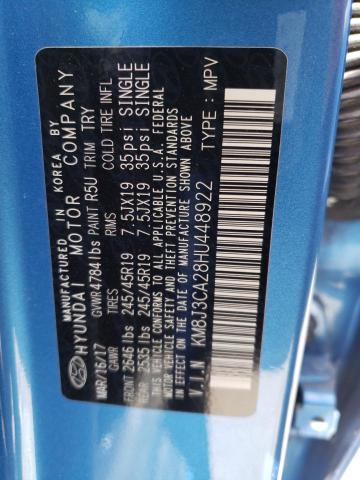 MANUFACTURED IN KOREA BY
HYUNDAI MOTOR COMPANY
MAR/16/17 GVWR 4784 lbs PAINT R5U TRIM TRY
GAWR TIRES RIMS COLD TIRE INFL
FRONT 2646 lbs 245/45R19 7.5JX19 35psi SINGLE
REAR 2535 lbs 245/45R19 7.5JX19 35psi SINGLE
THIS VEHICLE CONFORMS TO ALL APPLICABLE U.S.A. FEDERAL
MOTOR VEHICLE SAFETY AND THEFT PREVENTION STANDARDS
IN EFFECT ON THE DATE OF MANUFACTURE SHOWN ABOVE
V.I.N KM8J3CA28HU448922 TYPE: MPV